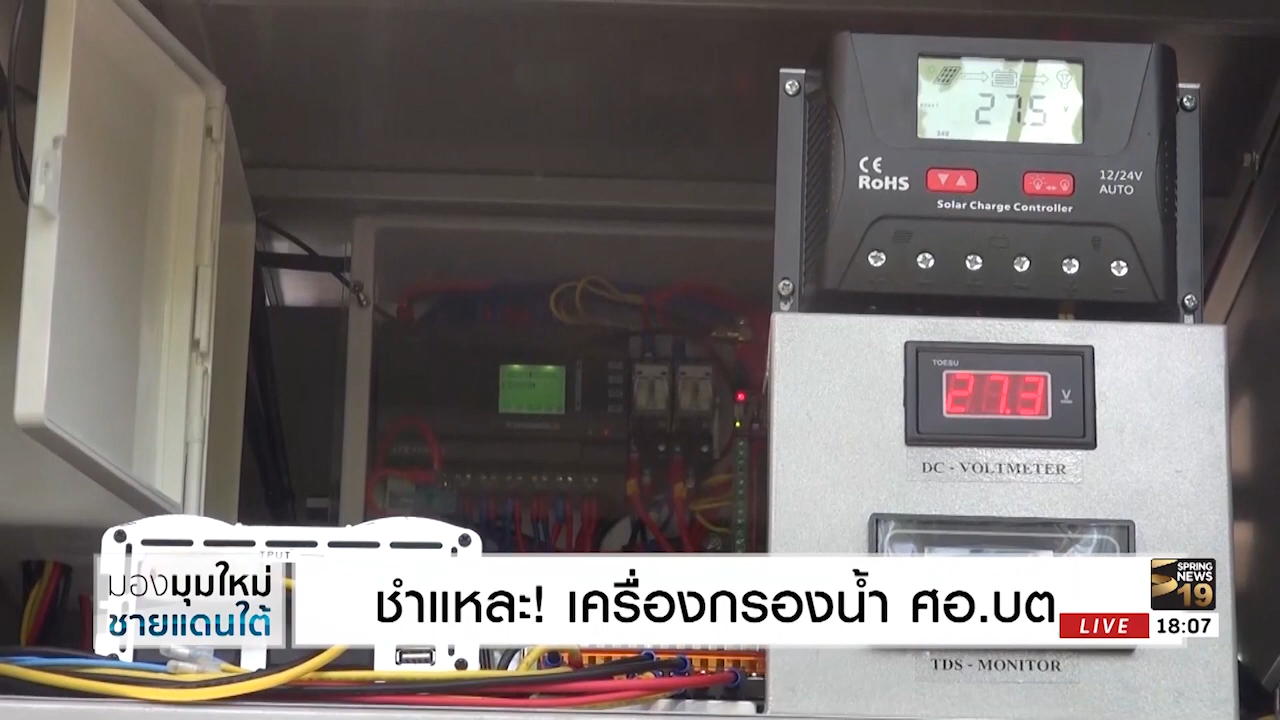 27.5 V
CE
RoHS
12/24V
AUTO
Solar Charge Controller
TOESU
27.3 V
DC - VOLTMETER
TPUT
มองมุมใหม่
ชายแดนใต้
ชำแหละ! เครื่องกรองน้ำ ศอ.บต
SPRING
NEWS
19
LIVE 18:07
TDS - MONITOR